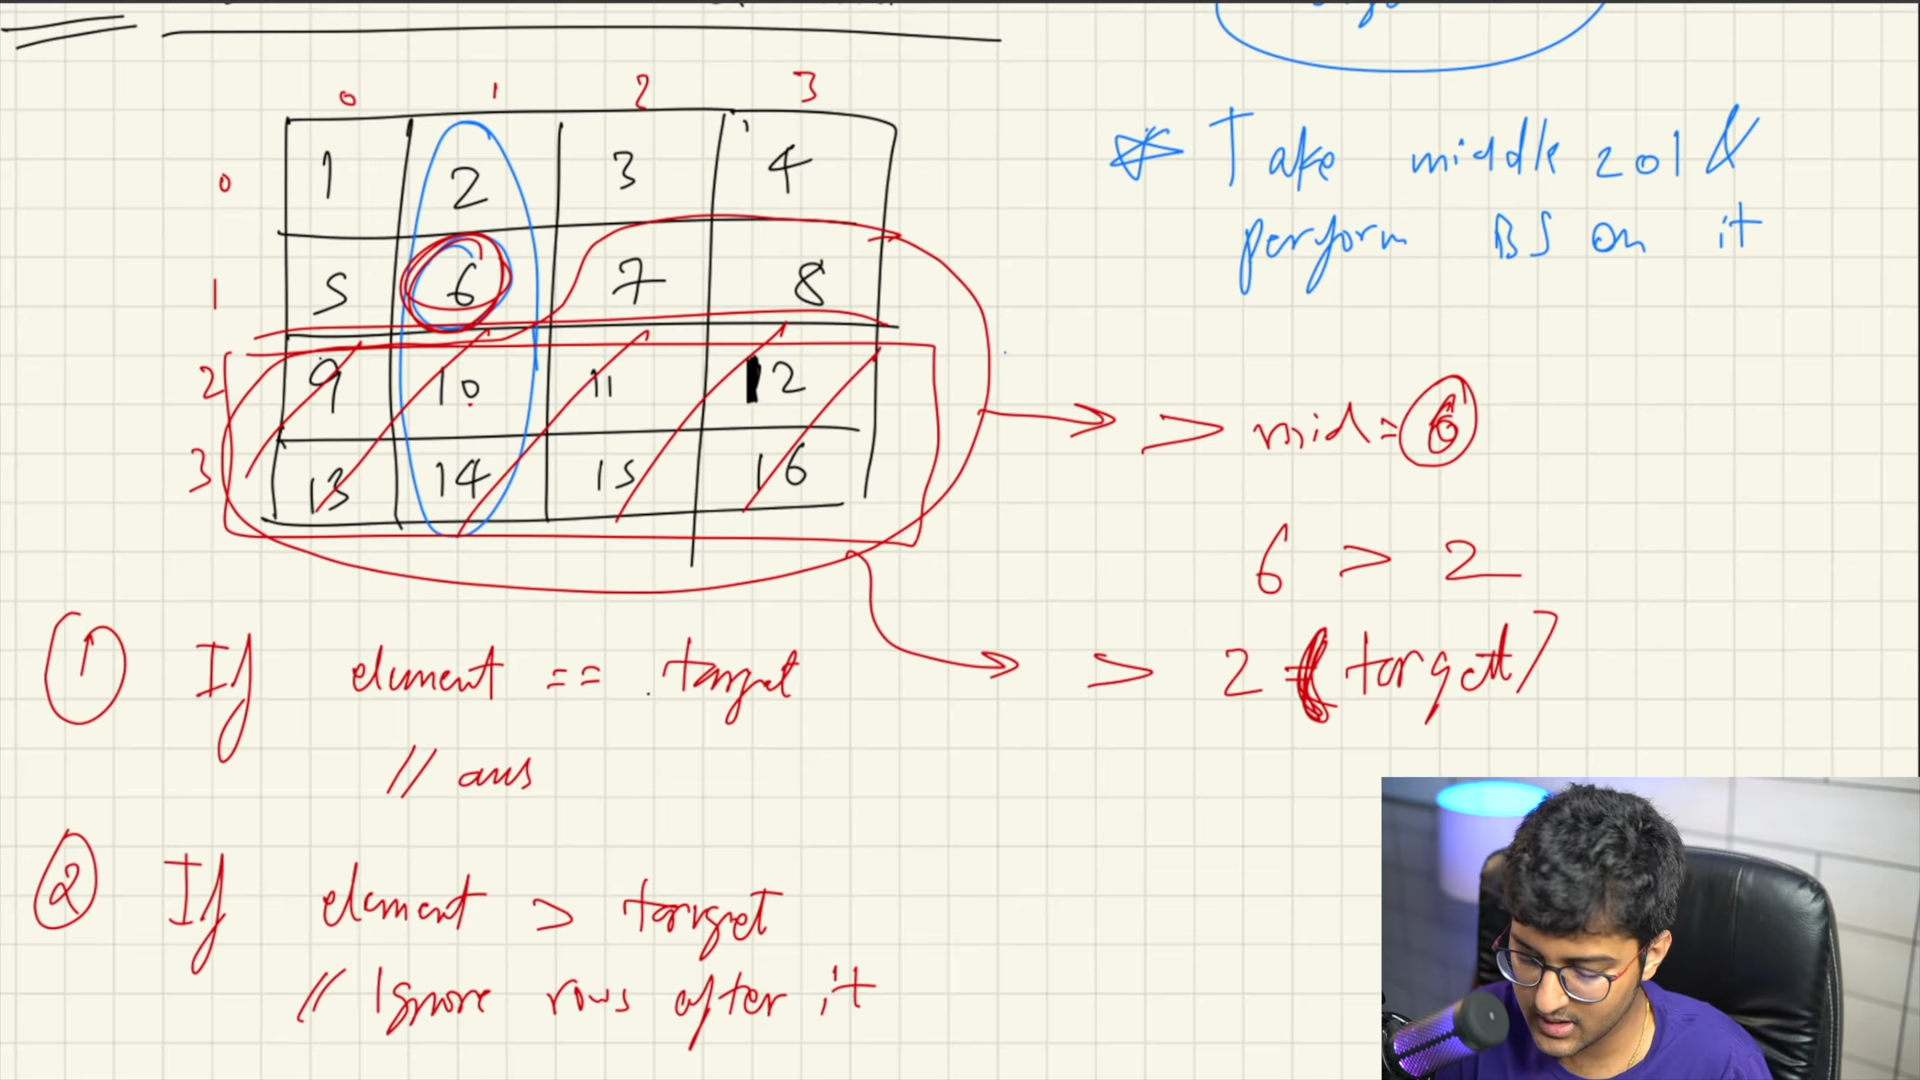 0 1 2 3
0 1 2 3 4
1 5 6 7 8
2 9 10 11 12
3 13 14 15 16
* Take middle col &
perform BS on it
> mid = 6
6 > 2
> 2 (target)
① If element == target
// ans
② If element > target
// Ignore rows after it